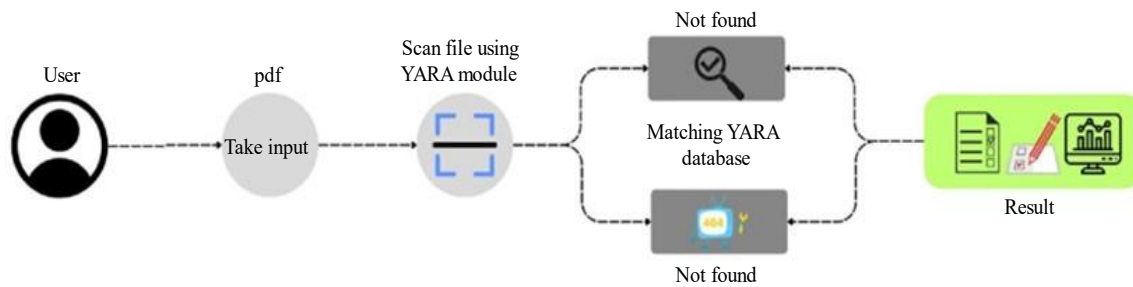 User
pdf
Take input
Scan file using
YARA module
Not found
Matching YARA
database
404
Not found
Result